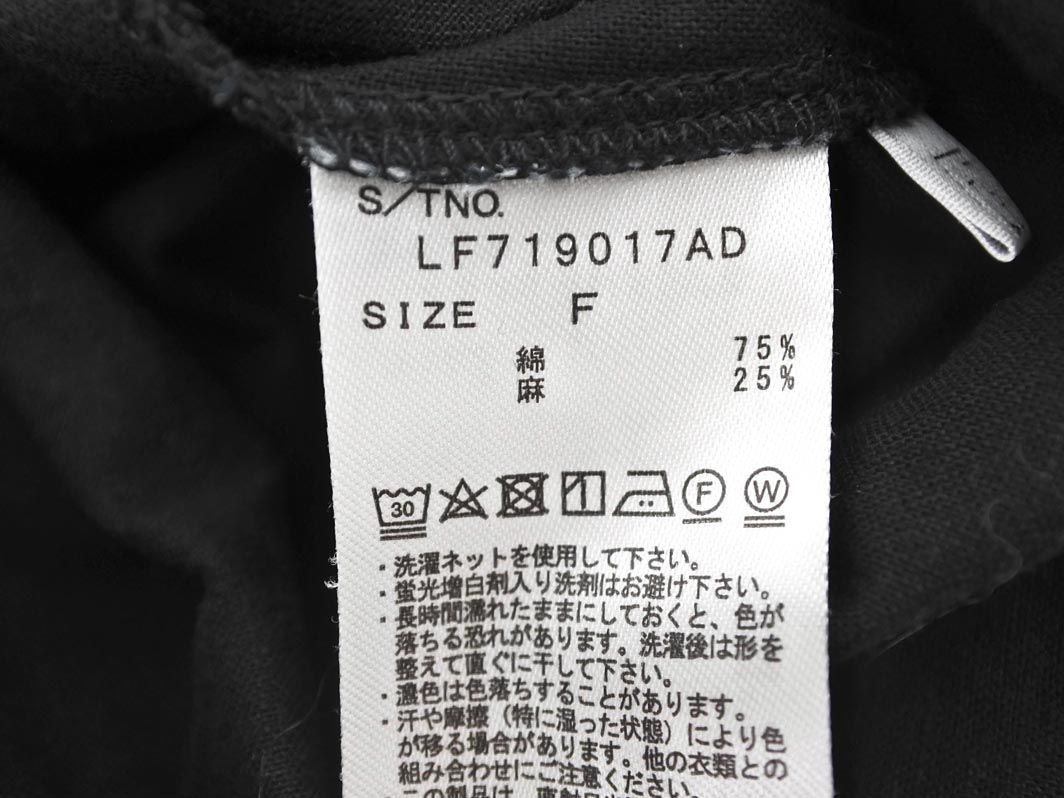 S/TNO.
LF719017AD
SIZE F
綿 75%
麻 25%
30 F W
・洗濯ネットを使用して下さい。
・蛍光増白剤入り洗剤はお避け下さい。
・長時間濡れたままにしておくと、色が
落ちる恐れがあります。洗濯後は形を
整えて直ぐに干して下さい。
・濃色は色落ちすることがあります。
・汗や摩擦（特に湿った状態）により色
が移る場合があります。他の衣類との
組み合わせにご注意ください。
この製品は、